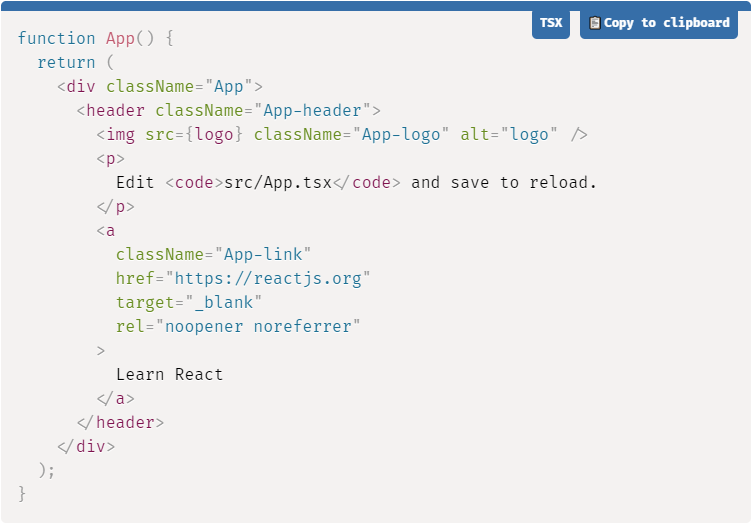 TSX
Copy to clipboard
function App() {
  return (
    <div className="App">
      <header className="App-header">
        <img src={logo} className="App-logo" alt="logo" />
        <p>
          Edit <code>src/App.tsx</code> and save to reload.
        </p>
        <a
          className="App-link"
          href="https://reactjs.org"
          target="_blank"
          rel="noopener noreferrer"
        >
          Learn React
        </a>
      </header>
    </div>
  );
}